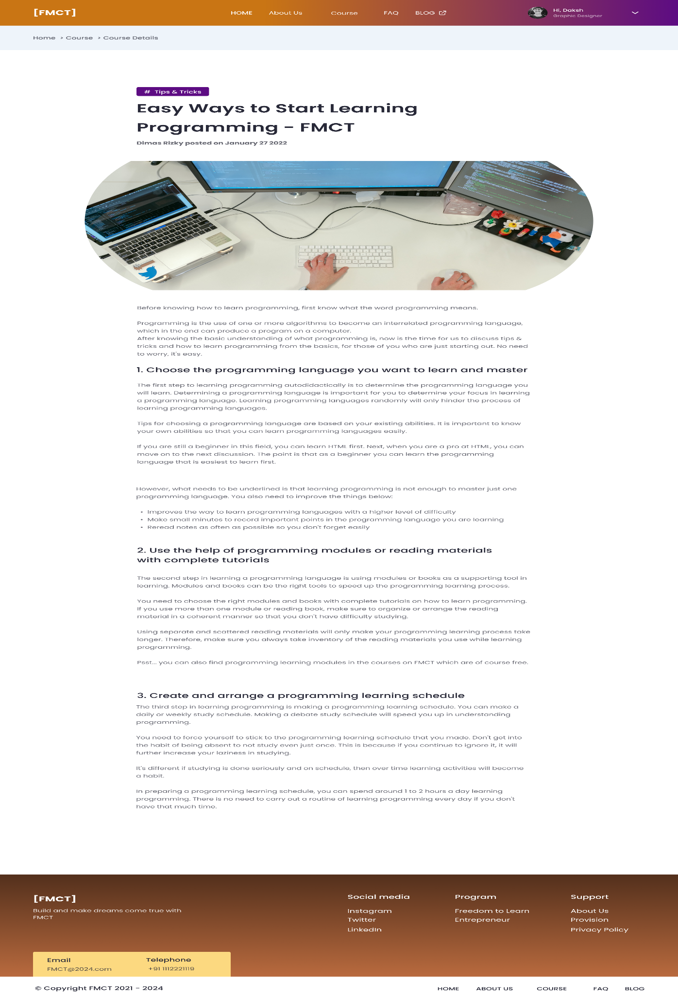 [FMCT]
HOME About Us Course FAQ BLOG
Hi, Daksh
Graphic Designer
Home > Course > Course Details
# Tips & Tricks
Easy Ways to Start Learning
Programming - FMCT
Dimas Rizky posted on January 27 2022
Before knowing how to learn programming, first know what the word programming means.
Programming is the use of one or more algorithms to become an interrelated programming language,
which in the end can produce a program on a computer.
After knowing the basic understanding of what programming is, now is the time for us to discuss tips &
tricks and how to learn programming from the basics, for those of you who are just starting out. No need
to worry, it's easy.
1. Choose the programming language you want to learn and master
The first step to learning programming autodidactically is to determine the programming language you
will learn. Determining a programming language is important for you to determine your focus in learning
a programming language. Learning programming languages randomly will only hinder the process of
learning programming languages.
Tips for choosing a programming language are based on your existing abilities. It is important to know
your own abilities so that you can learn programming languages easily.
If you are still a beginner in this field, you can learn HTML first. Next, when you are a pro at HTML, you can
move on to the next discussion. The point is that as a beginner you can learn the programming
language that is easiest to learn first.
However, what needs to be underlined is that learning programming is not enough to master just one
programming language. You also need to improve the things below:
• Improves the way to learn programming languages with a higher level of difficulty
• Make small minutes to record important points in the programming language you are learning
• Reread notes as often as possible so you don't forget easily
2. Use the help of programming modules or reading materials
with complete tutorials
The second step in learning a programming language is using modules or books as a supporting tool in
learning. Modules and books can be the right tools to speed up the programming learning process.
You need to choose the right modules and books with complete tutorials on how to learn programming.
If you use more than one module or reading book, make sure to organize or arrange the reading
material in a coherent manner so that you don't have difficulty studying.
Using separate and scattered reading materials will only make your programming learning process take
longer. Therefore, make sure you always take inventory of the reading materials you use while learning
programming.
Psst... you can also find programming learning modules in the courses on FMCT which are of course free.
3. Create and arrange a programming learning schedule
The third step in learning programming is making a programming learning schedule. You can make a
daily or weekly study schedule. Making a debate study schedule will speed you up in understanding
programming.
You need to force yourself to stick to the programming learning schedule that you made. Don't get into
the habit of being absent to not study even just once. This is because if you continue to ignore it, it will
further increase your laziness in studying.
It's different if studying is done seriously and on schedule, then over time learning activities will become
a habit.
In preparing a programming learning schedule, you can spend around 1 to 2 hours a day learning
programming. There is no need to carry out a routine of learning programming every day if you don't
have that much time.
[FMCT]
Build and make dreams come true with
FMCT
Social media
Instagram
Twitter
LinkedIn
Program
Freedom to Learn
Entrepreneur
Support
About Us
Provision
Privacy Policy
Email
FMCT@2024.com
Telephone
+91 1112221119
© Copyright FMCT 2021 - 2024
HOME ABOUT US COURSE FAQ BLOG